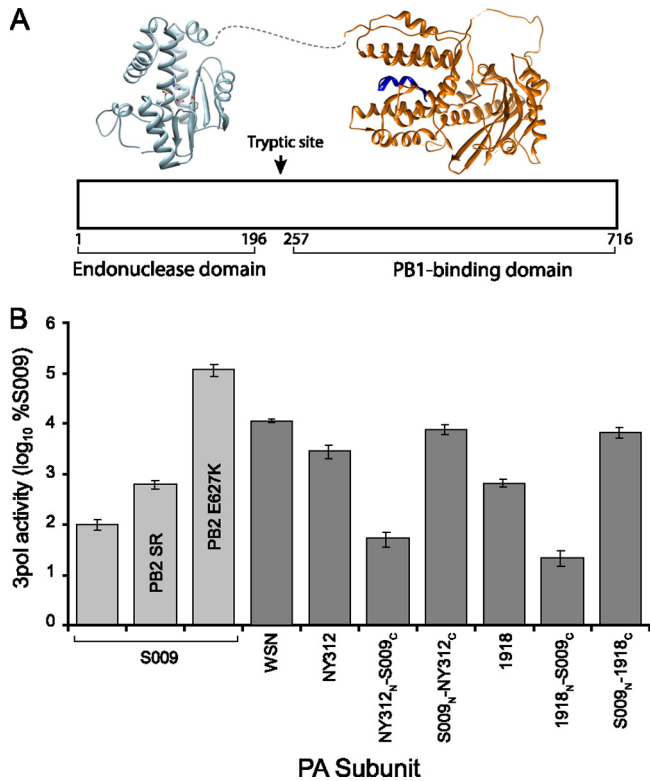 A
Tryptic site
1 196 257 716
Endonuclease domain PB1-binding domain
B
3pol activity (log10 %S009)
6
5
4
3
2
1
0
PB2 SR
PB2 E627K
S009
WSN
NY312
NY312N-S009C
S009N-NY312C
1918
1918N-S009C
S009N-1918C
PA Subunit